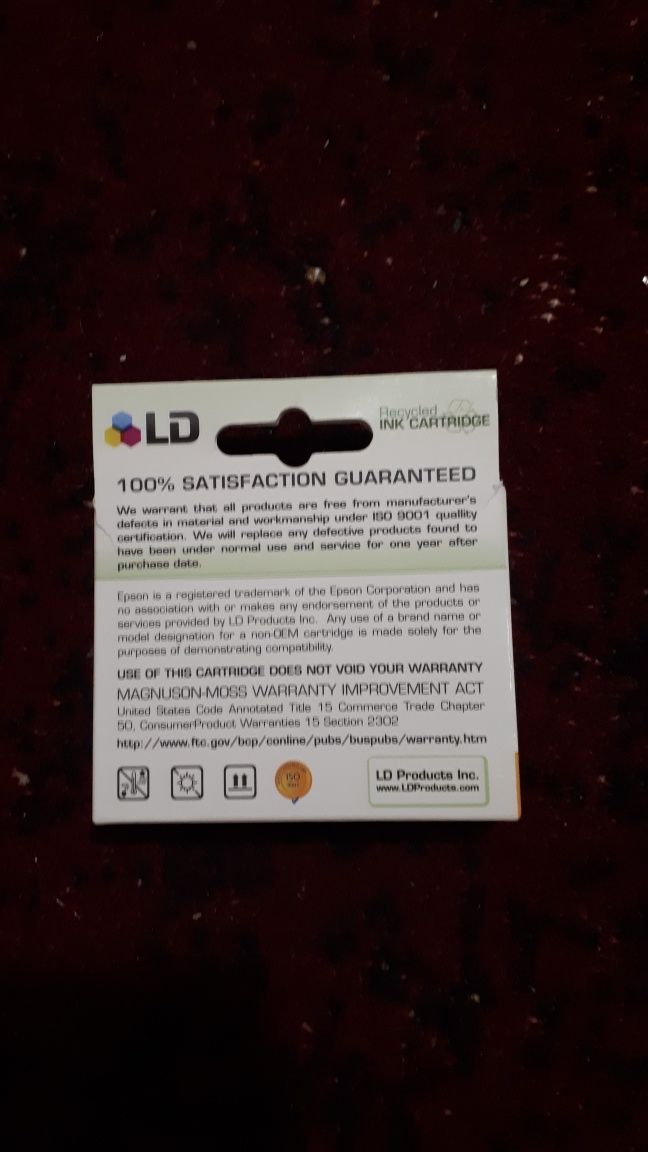 LD
Recycled
INK CARTRIDGE
100% SATISFACTION GUARANTEED
We warrant that all products are free from manufacturer's
defects in material and workmanship under ISO 9001 quallity
certification. We will replace any defective products found to
have been under normal use and service for one year after
purchase date.
Epson is a registered trademark of the Epson Corporation and has
no association with or makes any endorsement of the products or
services provided by LD Products Inc. Any use of a brand name or
model designation for a non-OEM cartridge is made solely for the
purposes of demonstrating compatibility.
USE OF THIS CARTRIDGE DOES NOT VOID YOUR WARRANTY
MAGNUSON-MOSS WARRANTY IMPROVEMENT ACT
United States Code Annotated Title 15 Commerce Trade Chapter
50, ConsumerProduct Warranties 15 Section 2302
http://www.ftc.gov/bcp/conline/pubs/buspubs/warranty.htm
ISO
LD Products Inc.
www.LDProducts.com